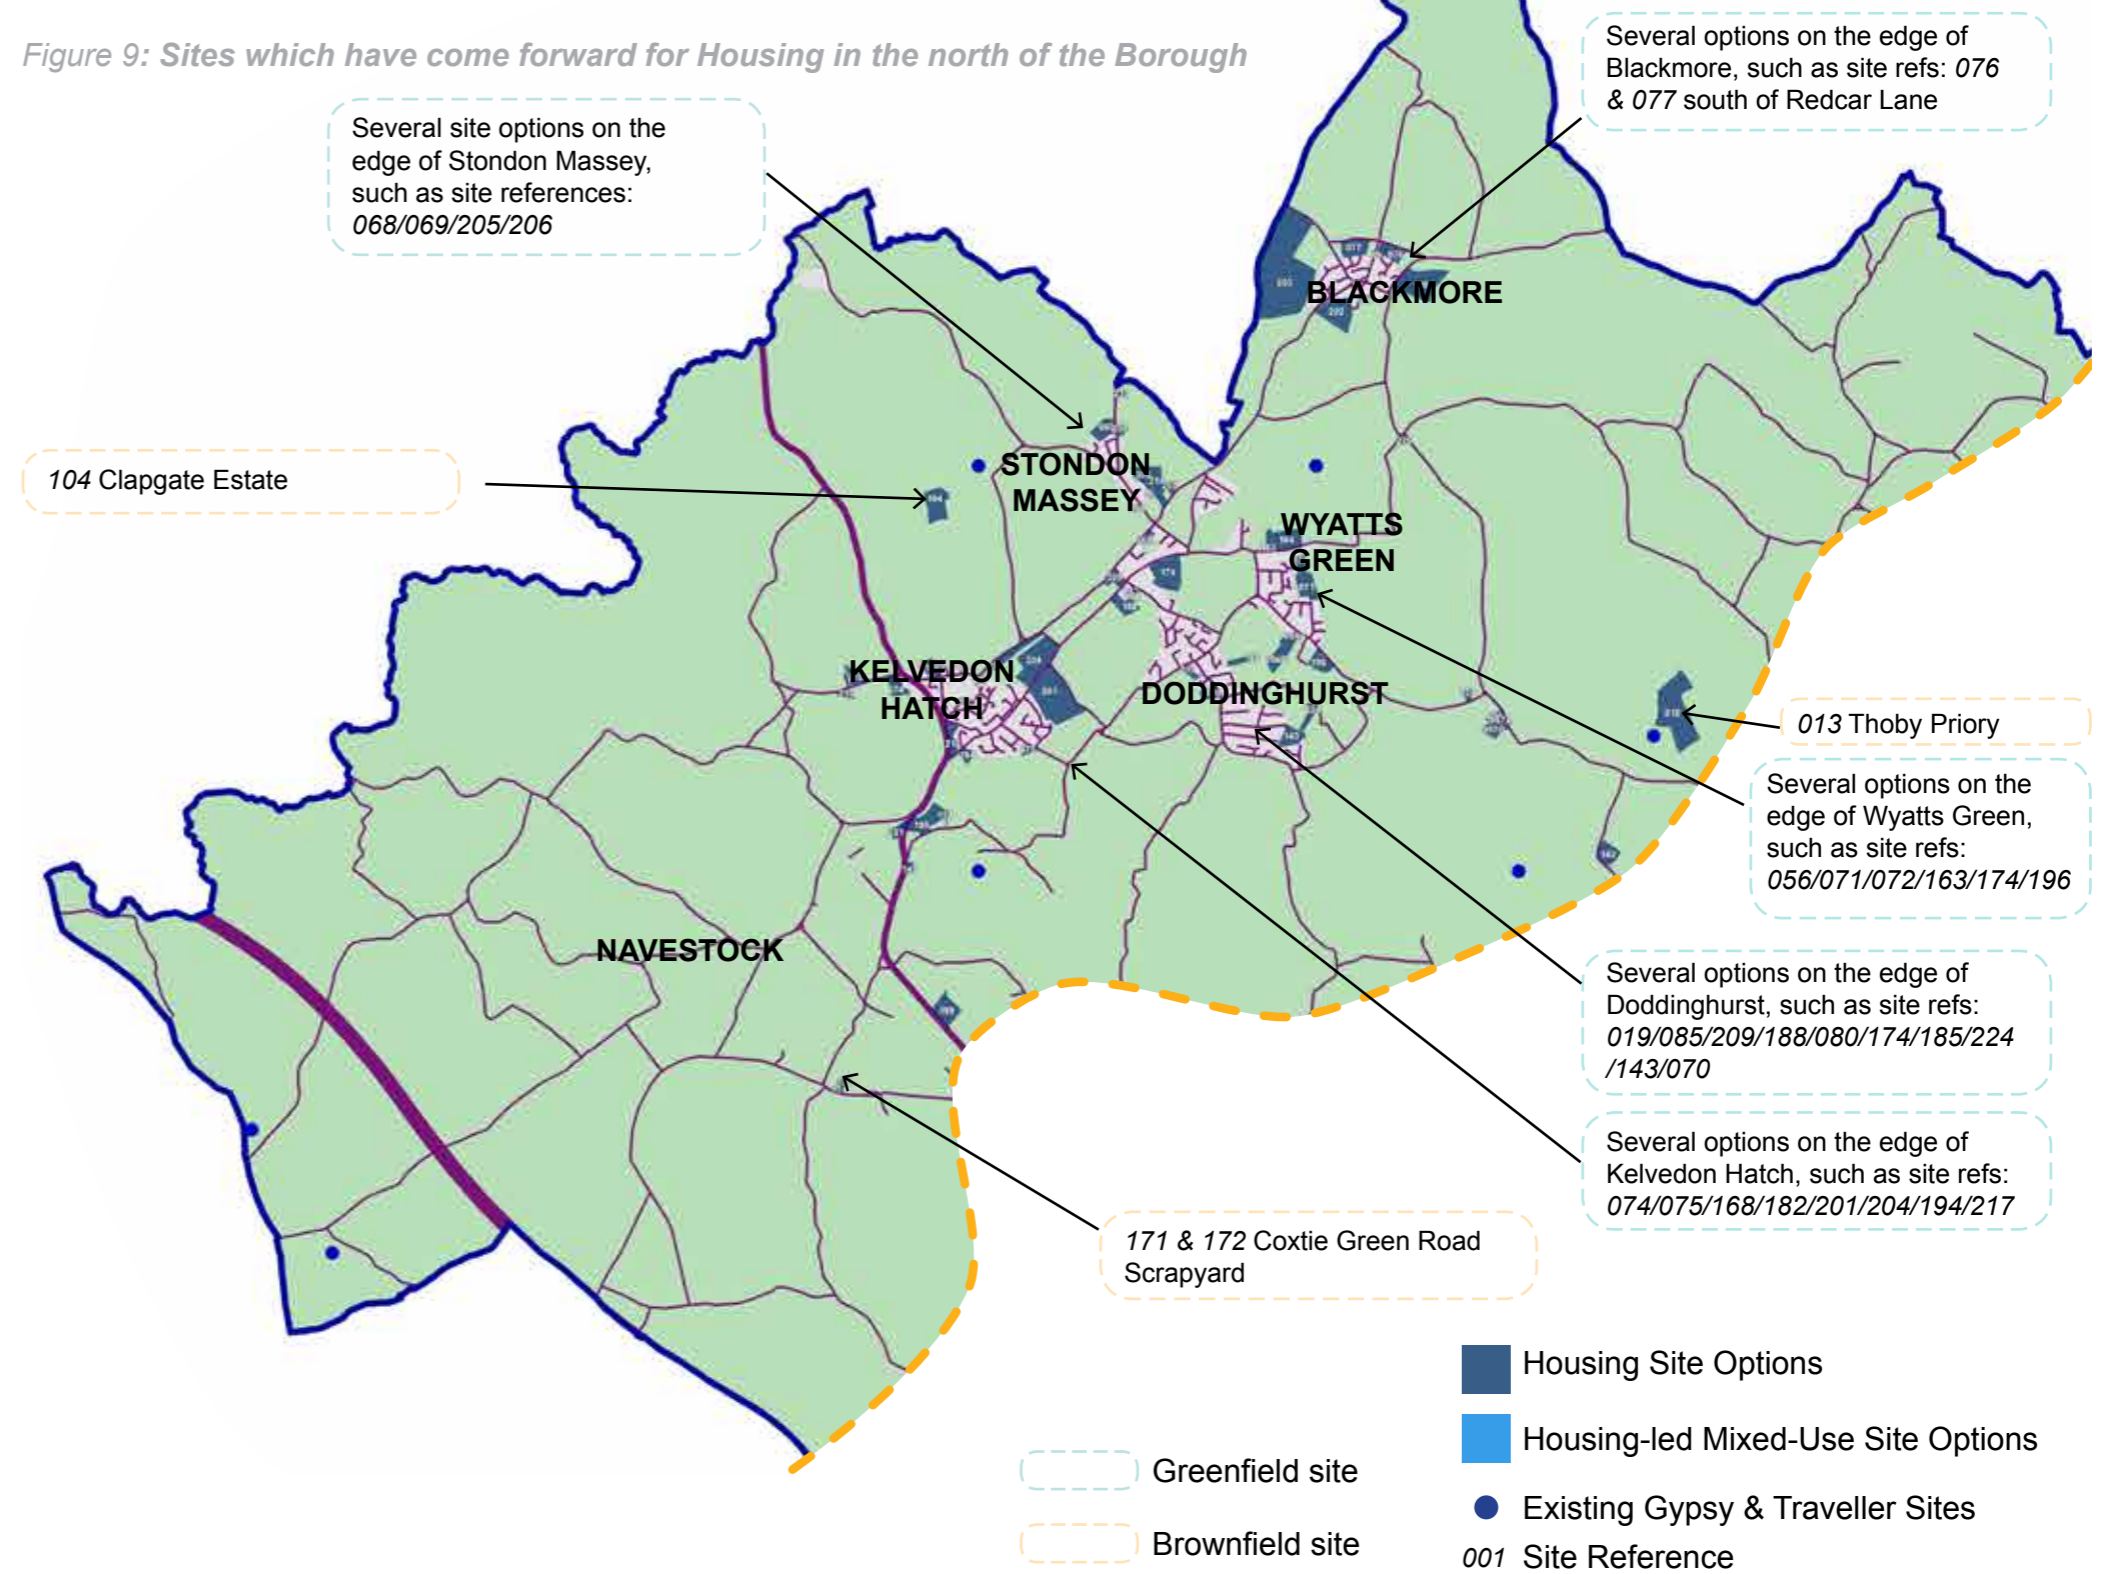 Figure 9: Sites which have come forward for Housing in the north of the Borough
Several options on the edge of
Blackmore, such as site refs: 076
& 077 south of Redcar Lane
Several site options on the
edge of Stondon Massey,
such as site references:
068/069/205/206
BLACKMORE
104 Clapgate Estate
STONDON
MASSEY
WYATTS
GREEN
KELVEDON
HATCH
DODDINGHURST
013 Thoby Priory
Several options on the
edge of Wyatts Green,
such as site refs:
056/071/072/163/174/196
NAVESTOCK
Several options on the edge of
Doddinghurst, such as site refs:
019/085/209/188/080/174/185/224
/143/070
Several options on the edge of
Kelvedon Hatch, such as site refs:
074/075/168/182/201/204/194/217
171 & 172 Coxtie Green Road
Scrapyard
Housing Site Options
Housing-led Mixed-Use Site Options
Greenfield site
Existing Gypsy & Traveller Sites
Brownfield site
001 Site Reference